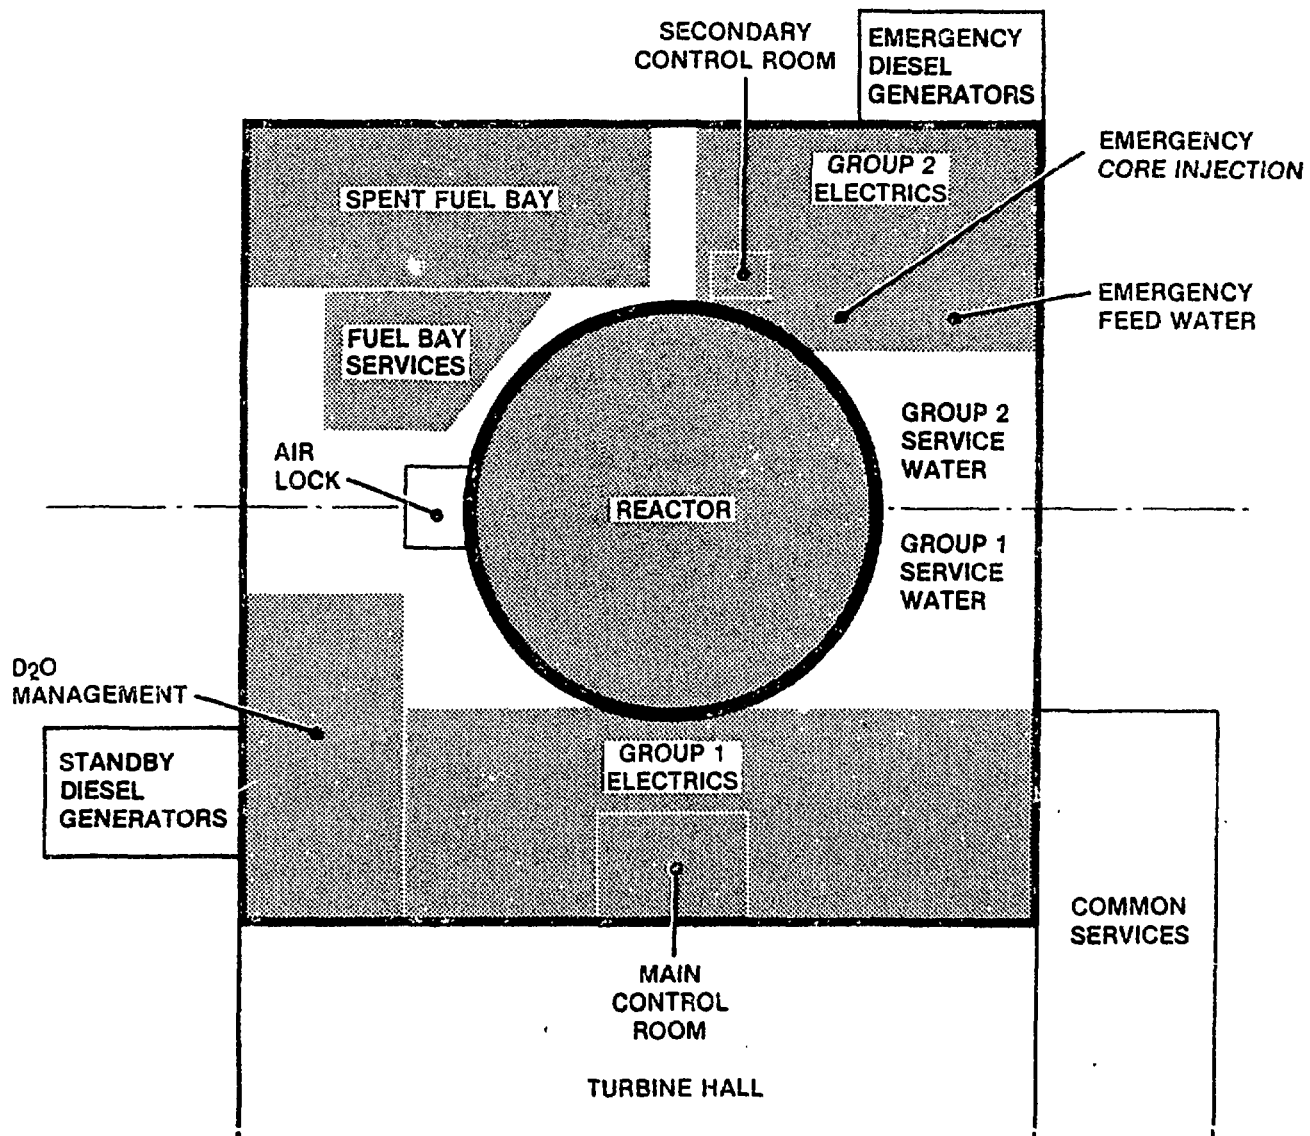 SECONDARY
CONTROL ROOM
EMERGENCY
DIESEL
GENERATORS
EMERGENCY
CORE INJECTION
GROUP 2
ELECTRICS
SPENT FUEL BAY
EMERGENCY
FEED WATER
FUEL BAY
SERVICES
GROUP 2
SERVICE
WATER
AIR
LOCK
REACTOR
GROUP 1
SERVICE
WATER
D₂O
MANAGEMENT
STANDBY
DIESEL
GENERATORS
GROUP 1
ELECTRICS
COMMON
SERVICES
MAIN
CONTROL
ROOM
TURBINE HALL